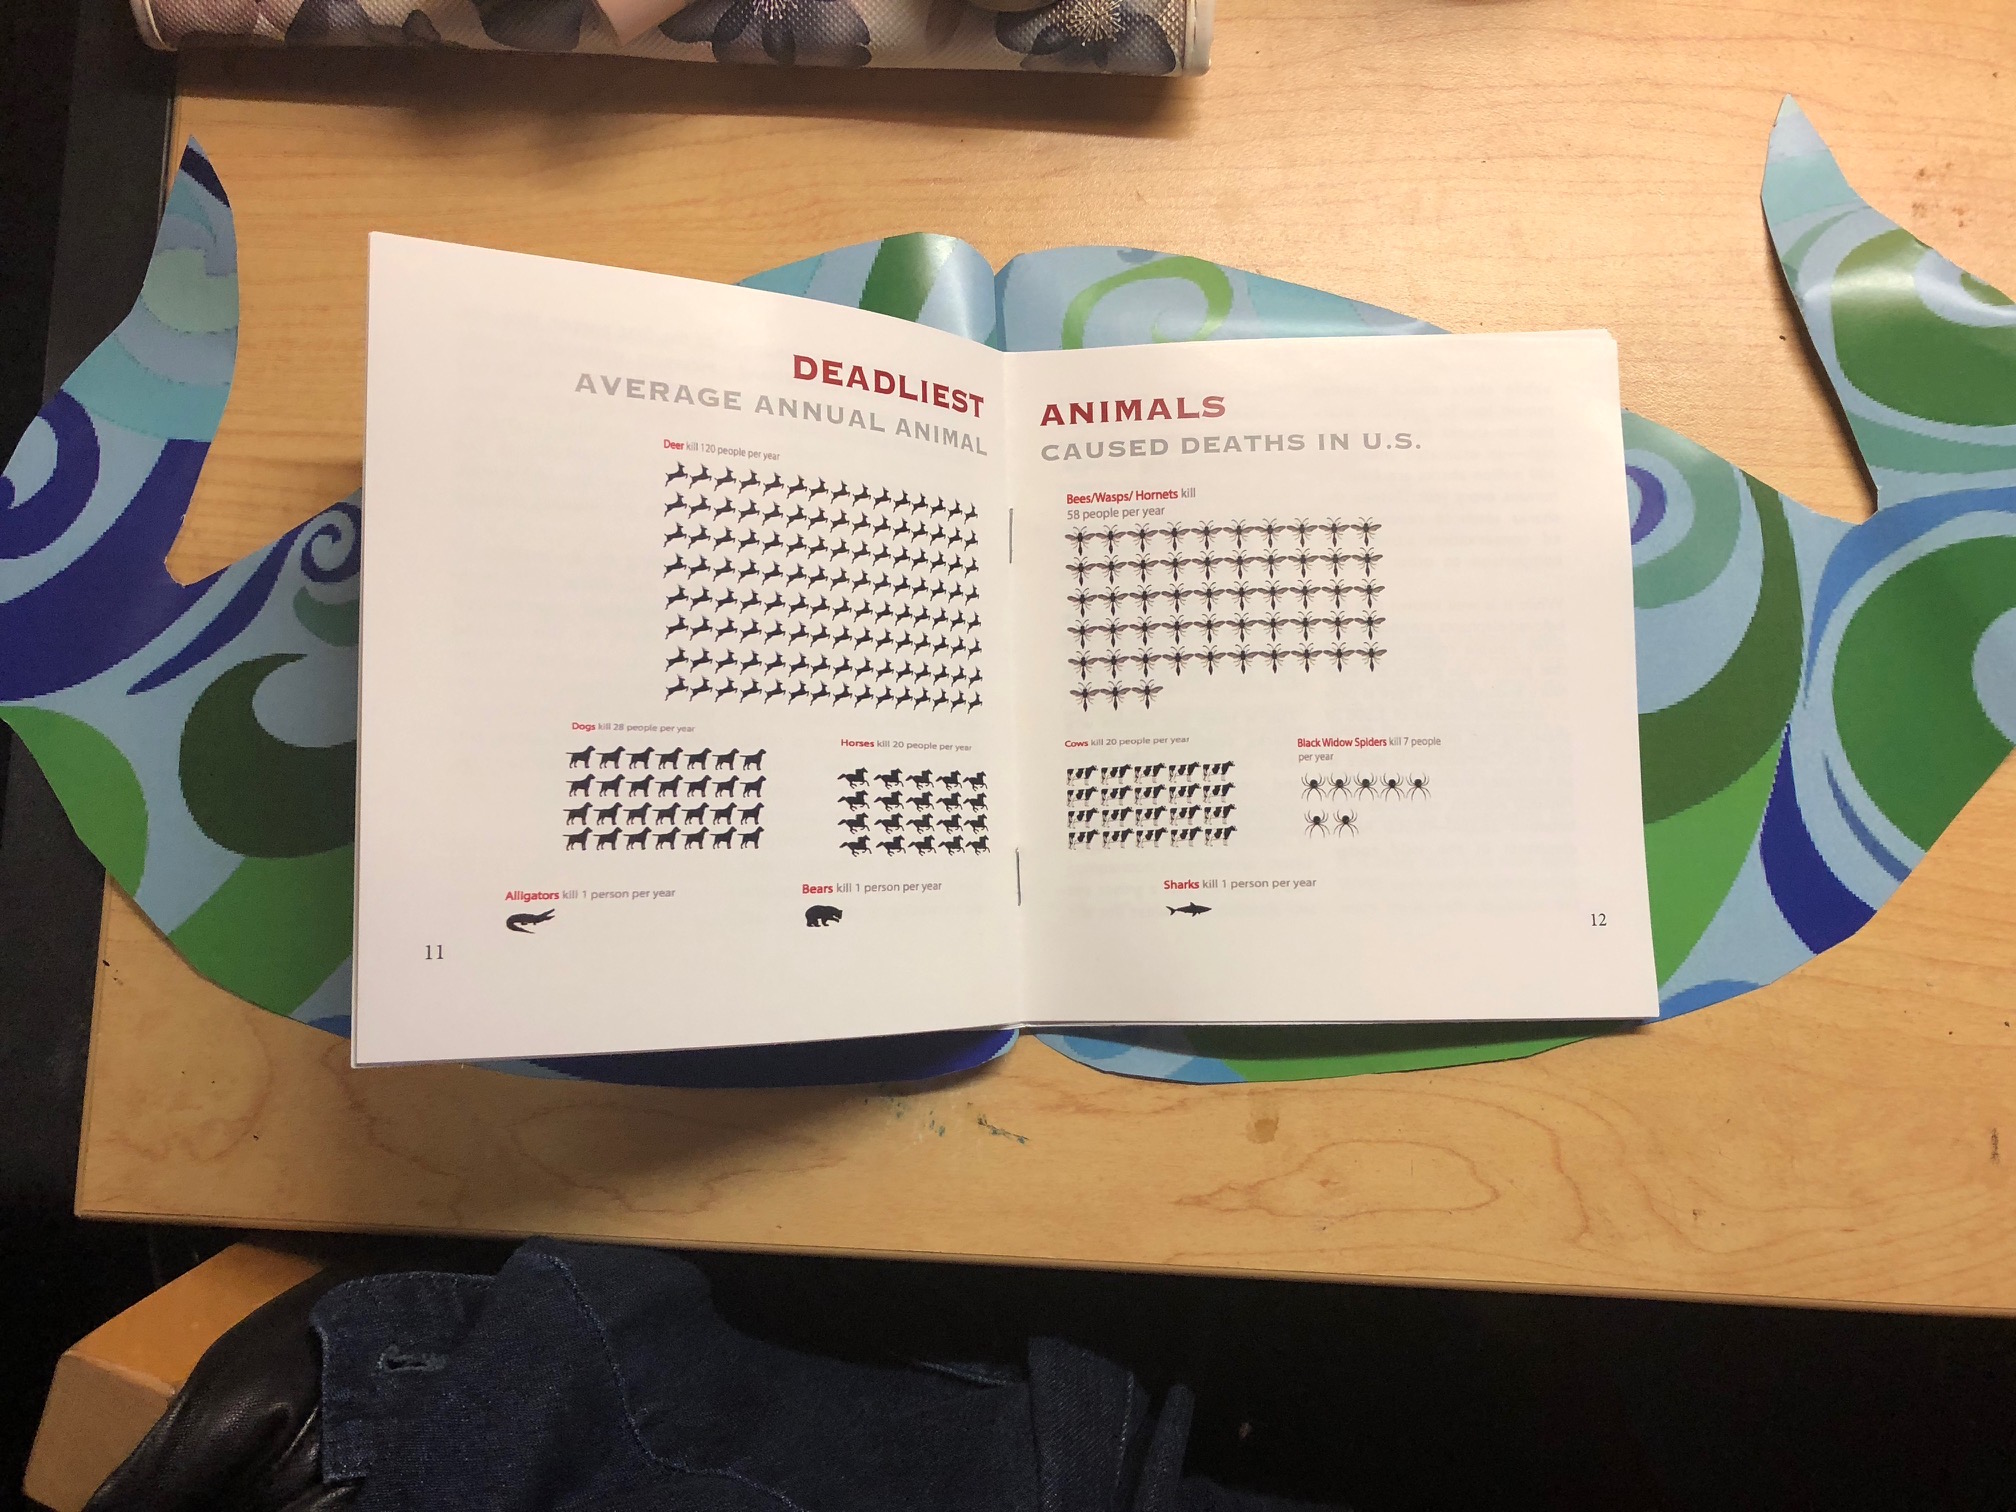 DEADLIEST
AVERAGE ANNUAL ANIMAL
Deer kill 120 people per year
Dogs kill 28 people per year
Horses kill 20 people per year
Alligators kill 1 person per year
Bears kill 1 person per year
11
ANIMALS
CAUSED DEATHS IN U.S.
Bees/Wasps/ Hornets kill
58 people per year
Cows kill 20 people per year
Black Widow Spiders kill 7 people
per year
Sharks kill 1 person per year
12